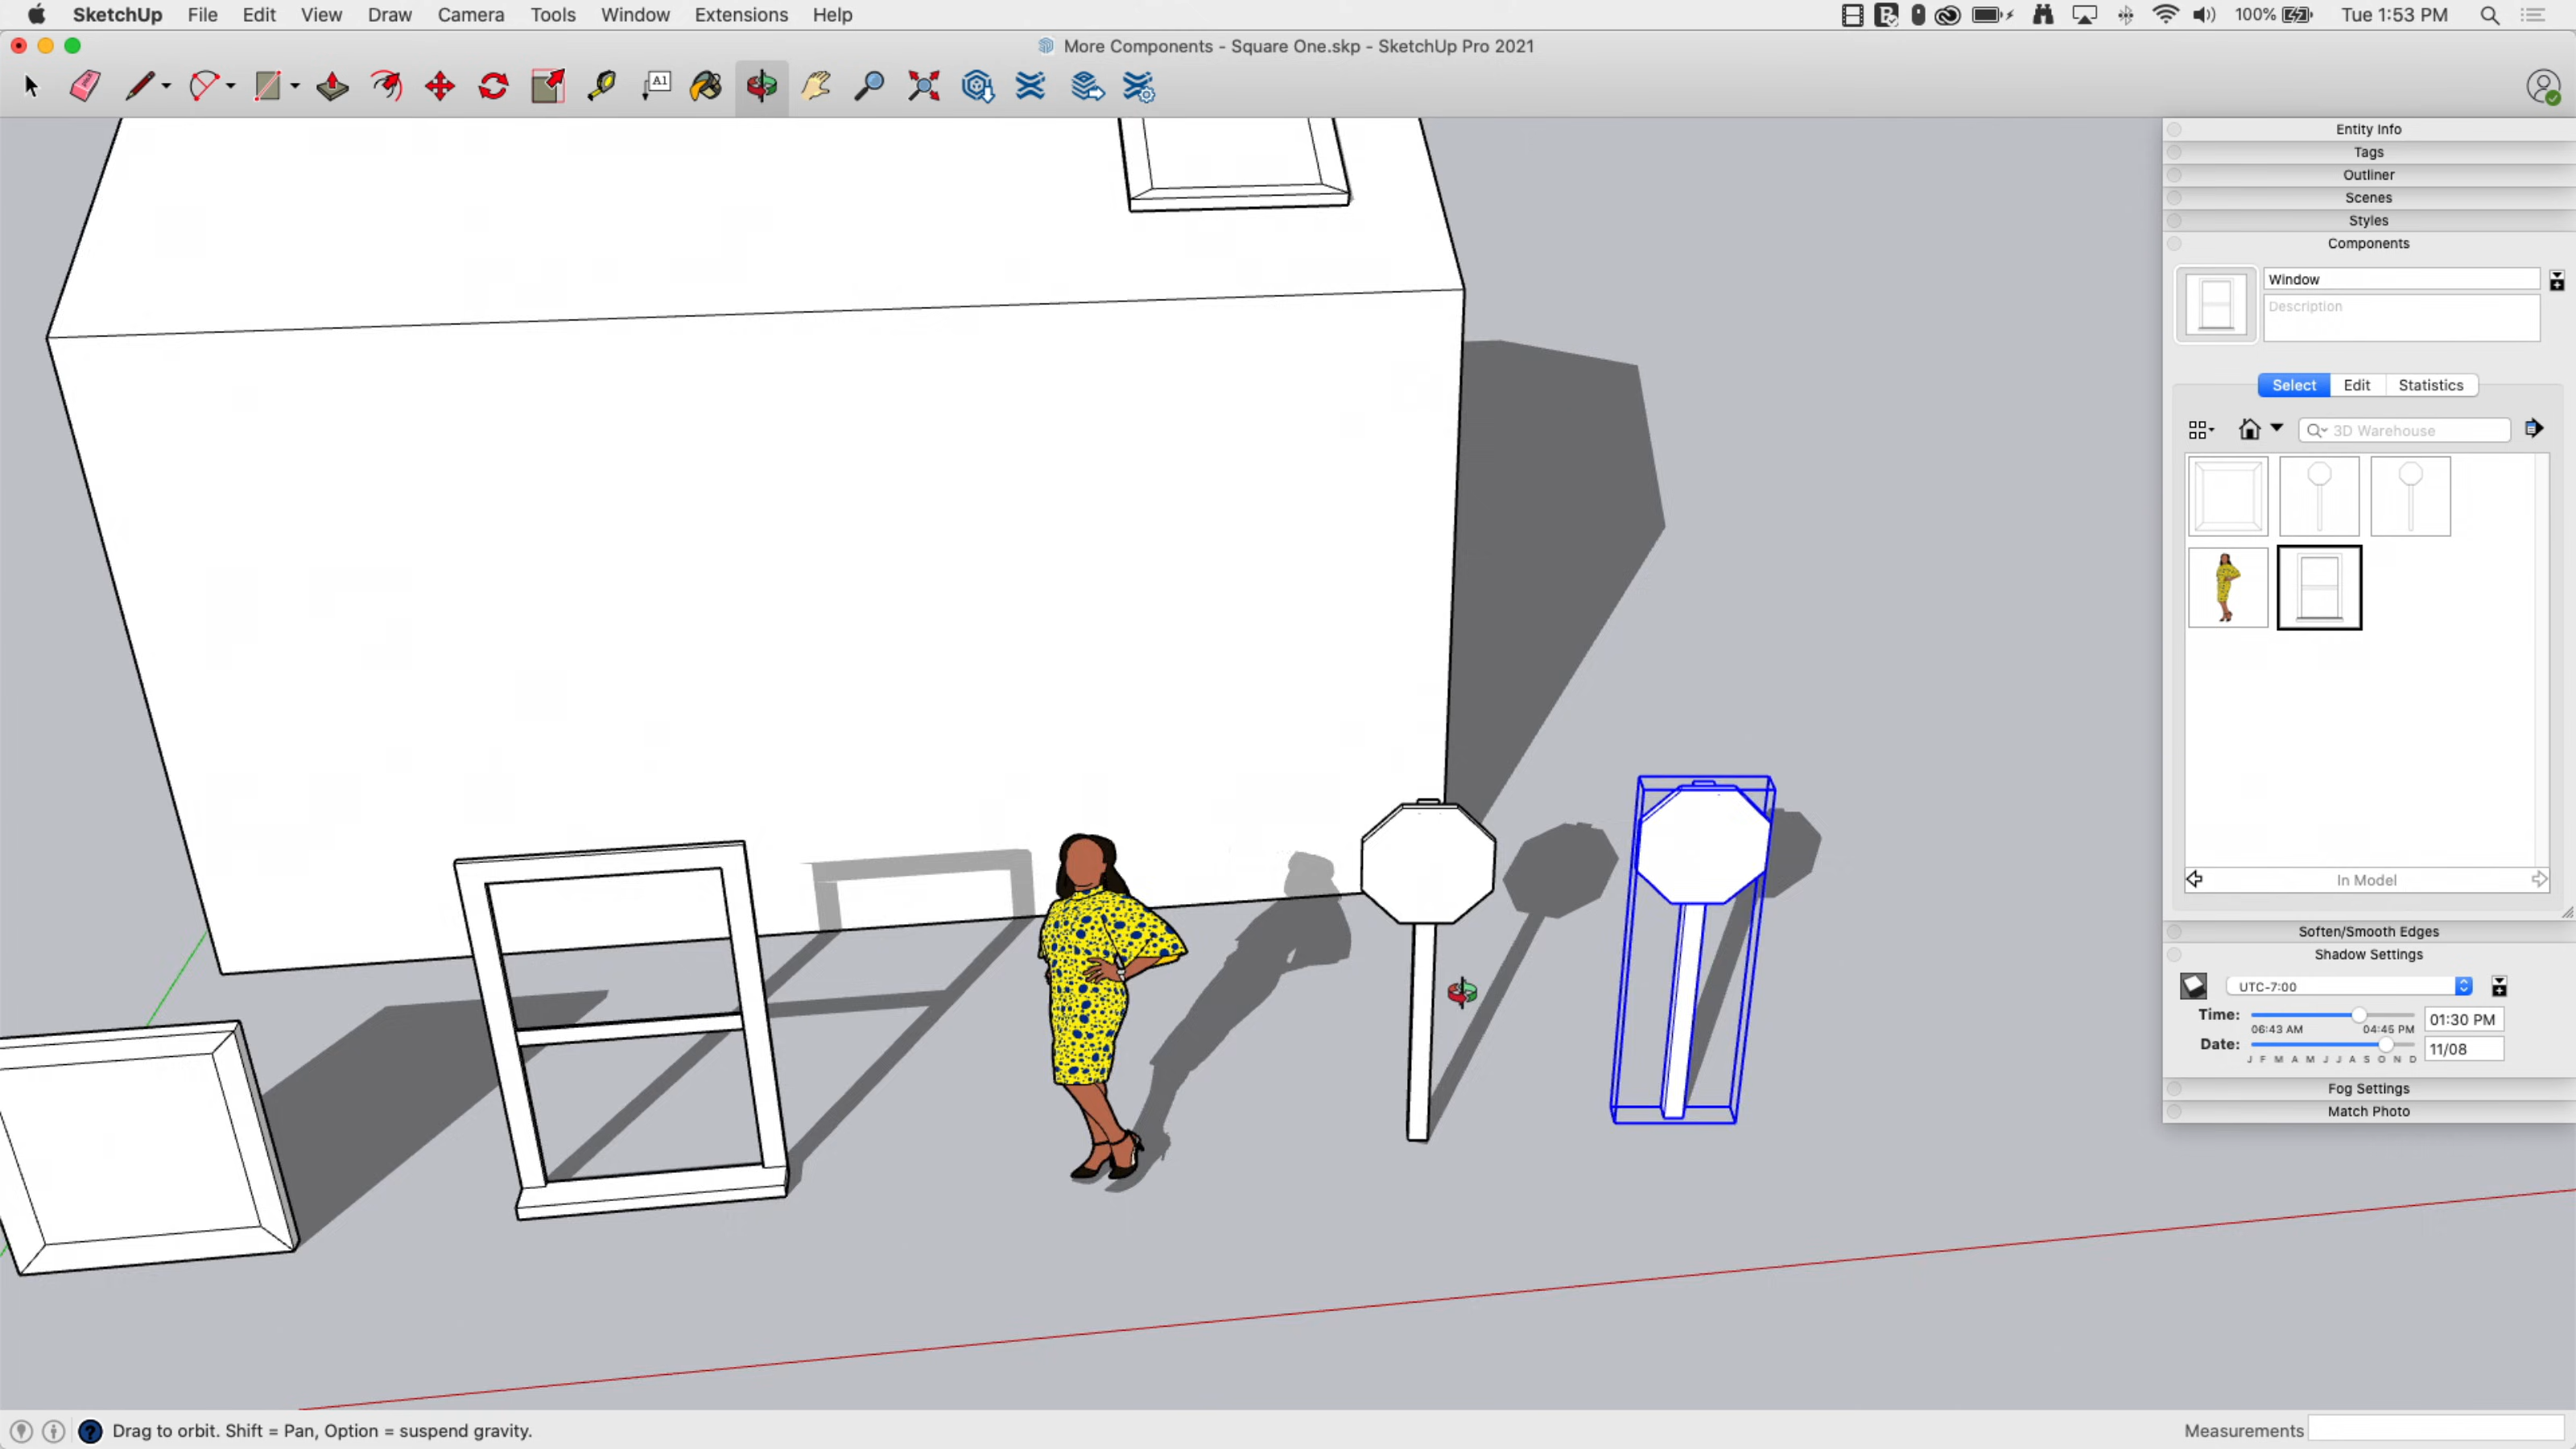 SketchUp File Edit View Draw Camera Tools Window Extensions Help 100% Tue 1:53 PM
More Components - Square One.skp - SketchUp Pro 2021
A1
Entity Info
Tags
Outliner
Scenes
Styles
Components
Window
Description
Select Edit Statistics
3D Warehouse
In Model
Soften/Smooth Edges
Shadow Settings
UTC-7:00
Time: 01:30 PM
06:43 AM 04:45 PM
Date: 11/08
J F M A M J J A S O N D
Fog Settings
Match Photo
Drag to orbit. Shift = Pan, Option = suspend gravity. Measurements